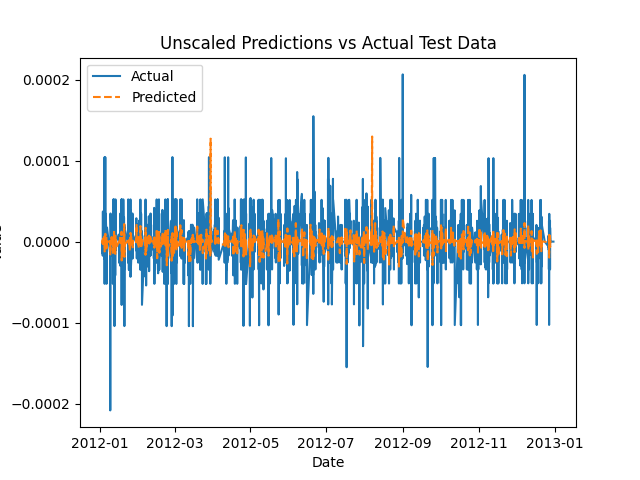 Unscaled Predictions vs Actual Test Data
Actual
Predicted
0.0002
0.0001
0.0000
−0.0001
−0.0002
2012-01 2012-03 2012-05 2012-07 2012-09 2012-11 2013-01
Date